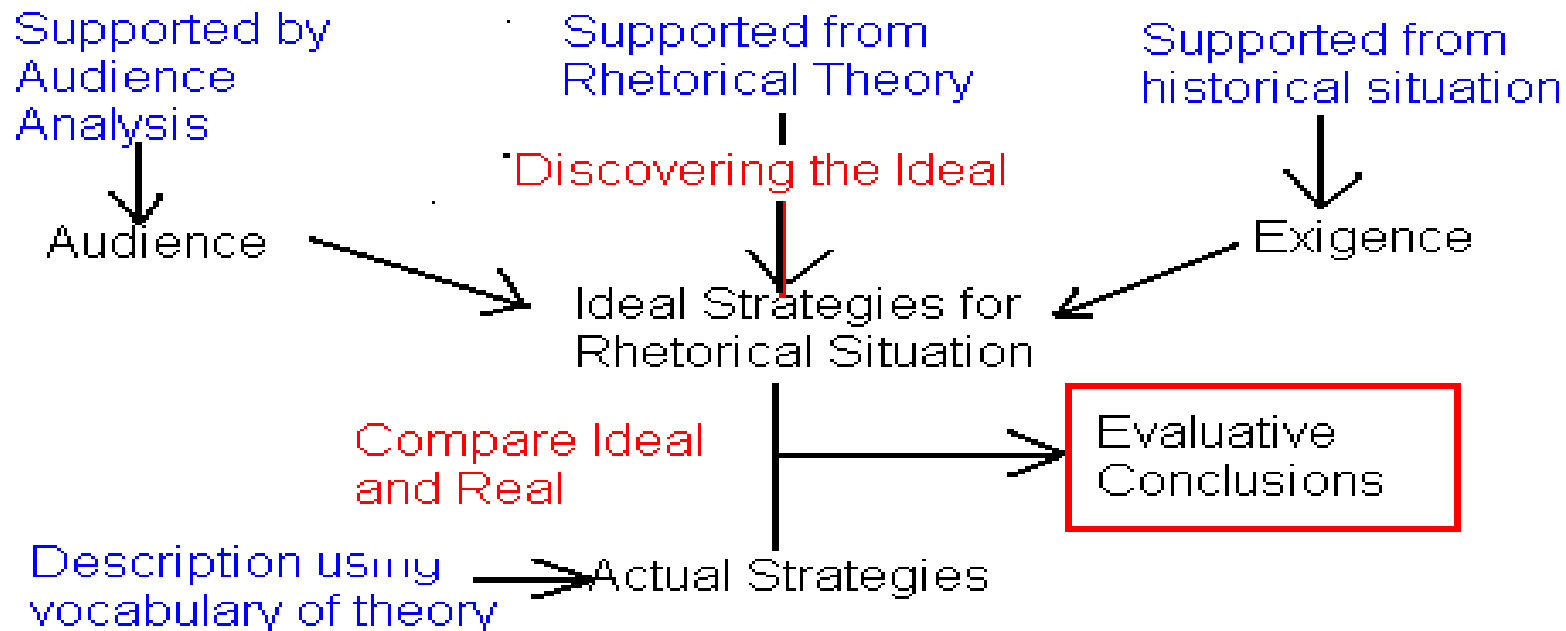 Supported by
Audience
Analysis
Supported from
Rhetorical Theory
Supported from
historical situation
Discovering the Ideal
Audience
Exigence
Ideal Strategies for
Rhetorical Situation
Compare Ideal
and Real
Evaluative
Conclusions
Description using
vocabulary of theory
Actual Strategies